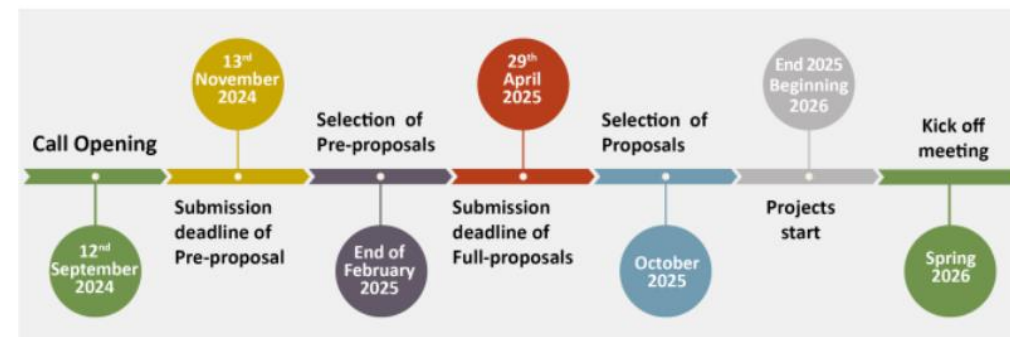 Call Opening
12nd
September
2024
13rd
November
2024
Submission
deadline of
Pre-proposal
Selection of
Pre-proposals
End of
February
2025
29th
April
2025
Submission
deadline of
Full-proposals
Selection of
Proposals
October
2025
End 2025
Beginning
2026
Projects
start
Kick off
meeting
Spring
2026